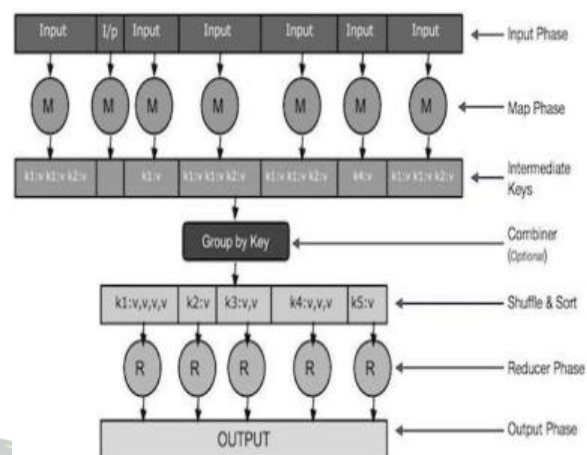 Input I/p Input Input Input Input Input Input Phase
M M M M M M M Map Phase
k1:v k1:v k2:v k1:v k1:v k1:v k2:v k1:v k1:v k2:v k4:v k1:v k1:v k2:v Intermediate
Keys
Group by Key Combiner
(Optional)
k1:v,v,v,v k2:v k3:v,v k4:v,v,v k5:v Shuffle & Sort
R R R R R Reducer Phase
OUTPUT Output Phase